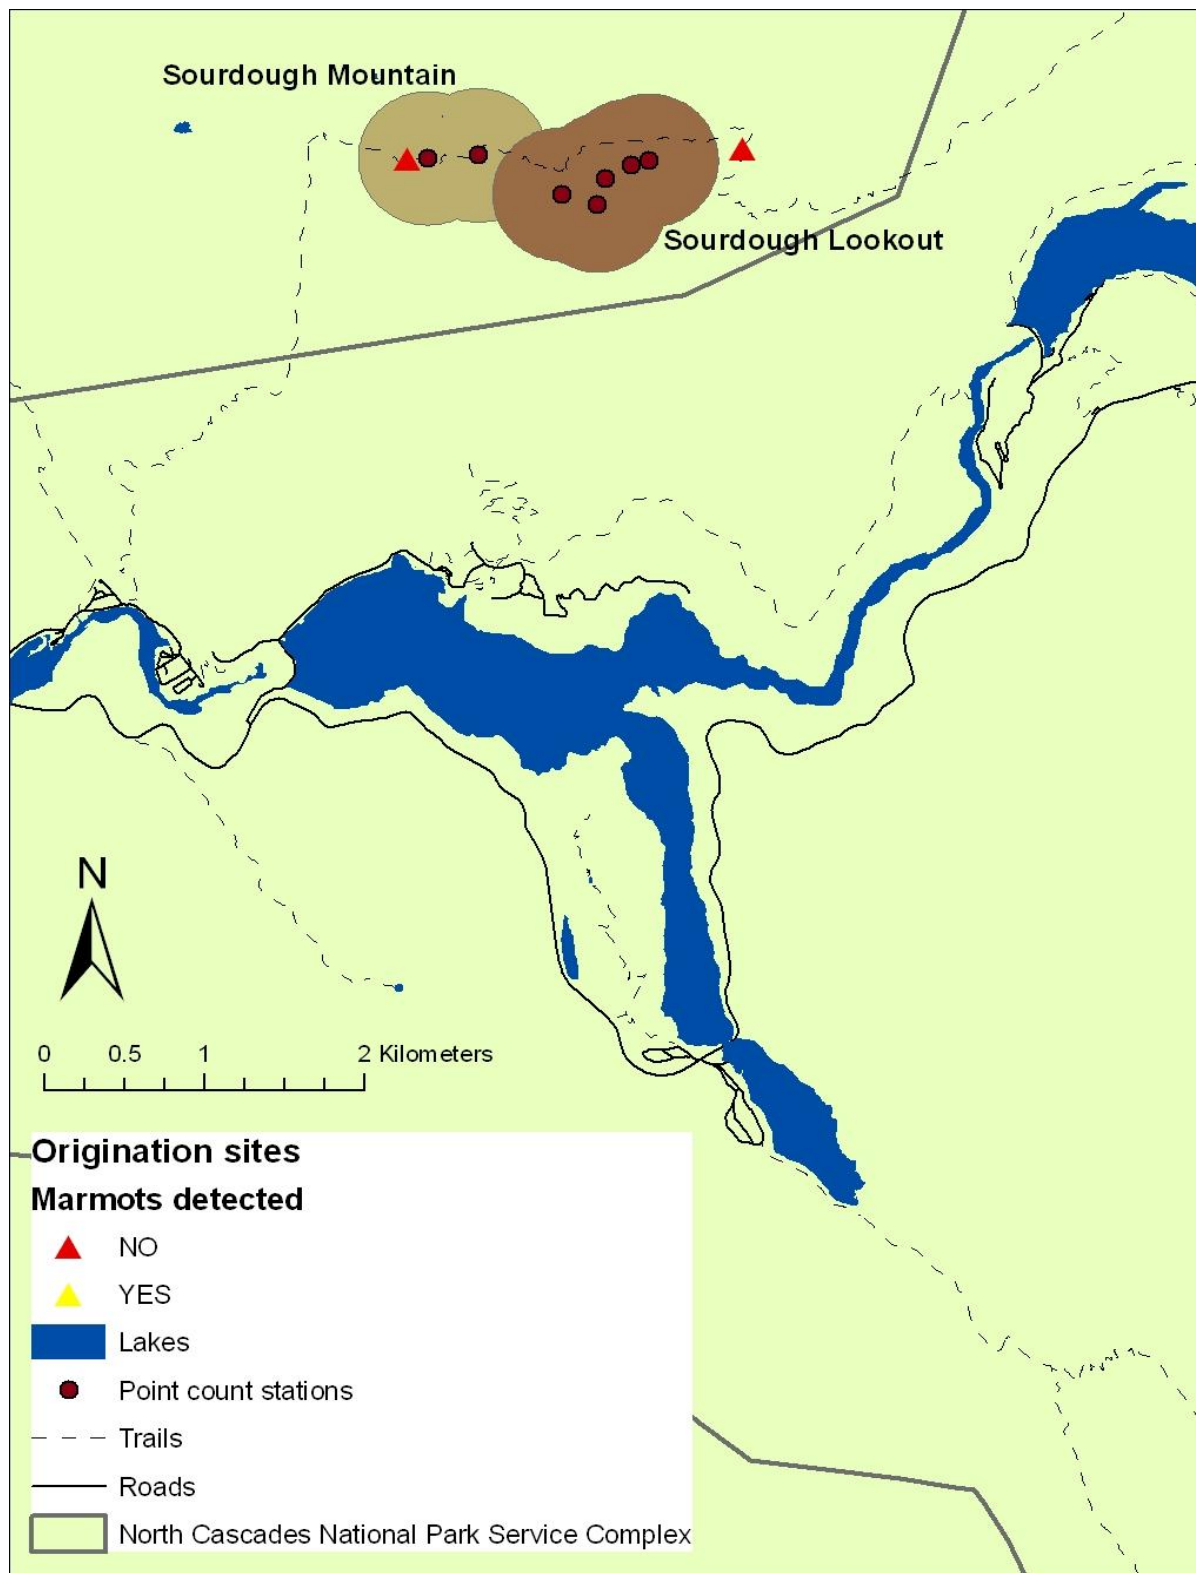 Sourdough Mountain
Sourdough Lookout
N
0 0.5 1 2 Kilometers
Origination sites
Marmots detected
NO
YES
Lakes
Point count stations
Trails
Roads
North Cascades National Park Service Complex